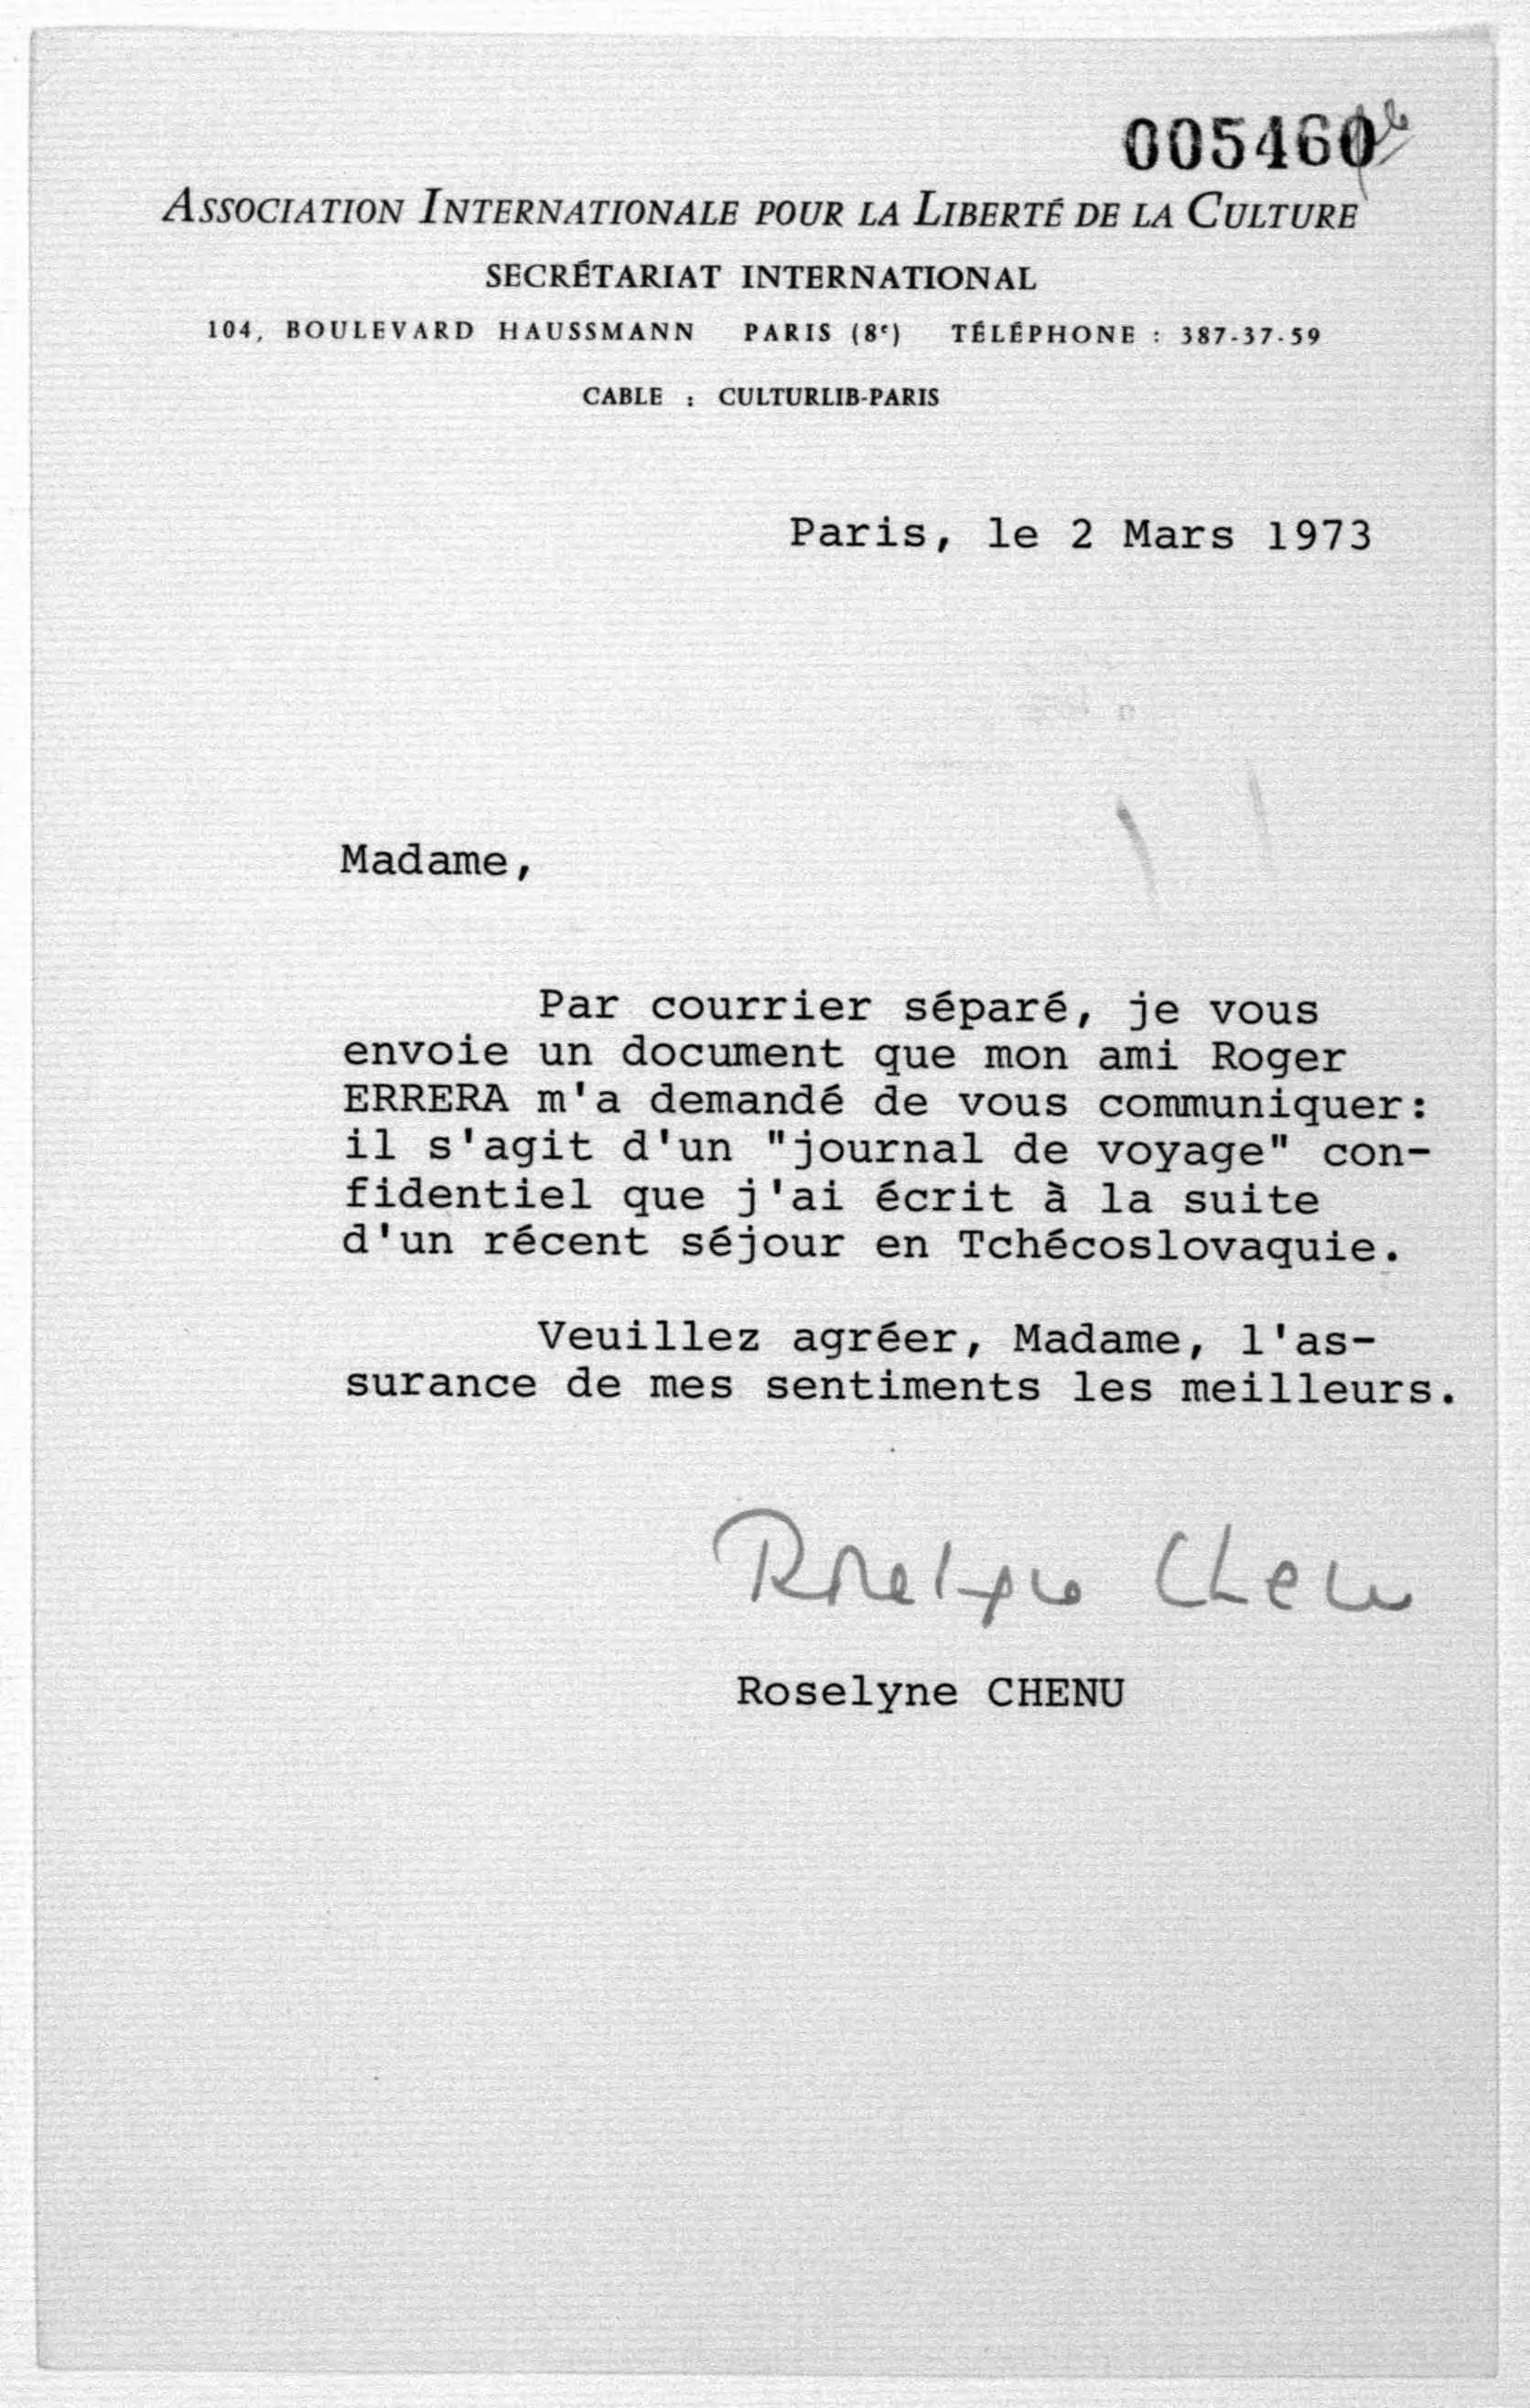 005460
ASSOCIATION INTERNATIONALE POUR LA LIBERTÉ DE LA CULTURE
SECRÉTARIAT INTERNATIONAL
104, BOULEVARD HAUSSMANN PARIS (8e) TÉLÉPHONE : 387-37-59
CABLE : CULTURLIB-PARIS
Paris, le 2 Mars 1973
Madame,
Par courrier séparé, je vous
envoie un document que mon ami Roger
ERRERA m'a demandé de vous communiquer:
il s'agit d'un "journal de voyage" con-
fidentiel que j'ai écrit à la suite
d'un récent séjour en Tchécoslovaquie.
Veuillez agréer, Madame, l'as-
surance de mes sentiments les meilleurs.
Roselyne Chenu
Roselyne CHENU